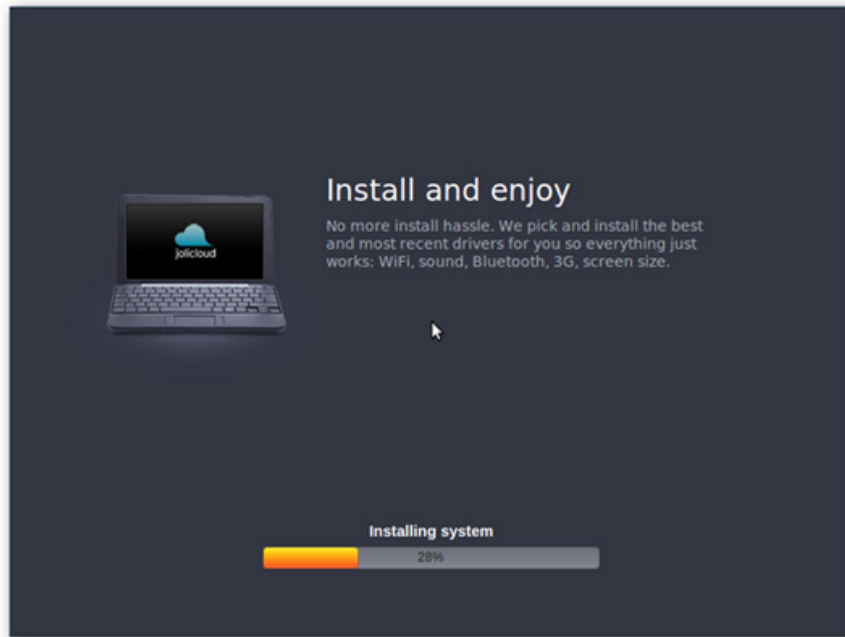 Install and enjoy
No more install hassle. We pick and install the best
and most recent drivers for you so everything just
works: WiFi, sound, Bluetooth, 3G, screen size.
jolicloud
Installing system
28%